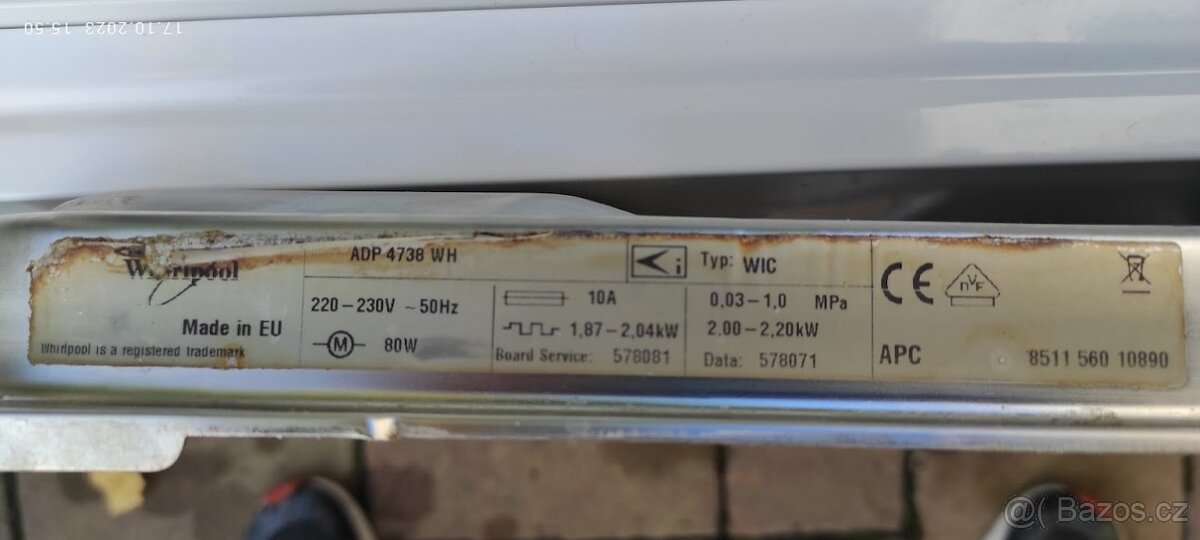 17.10.2023 15:50
Whirlpool
Made in EU
Whirlpool is a registered trademark
ADP 4738 WH
220-230V ~50Hz
M 80W
10A
1,87-2,04kW
Board Service: 578081
i Typ: WIC
0,03-1,0 MPa
2.00-2,20kW
Data: 578071
CE DVE
APC 8511 560 10890
@( Bazos.cz